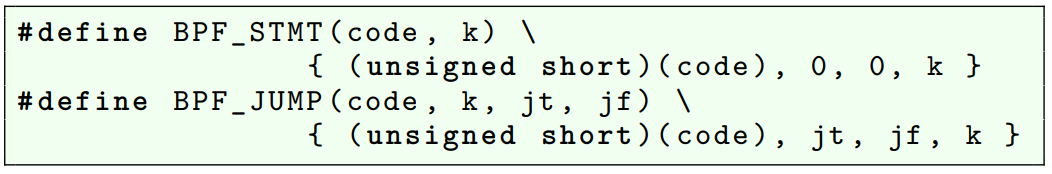 #define BPF_STMT(code, k) \
{ (unsigned short)(code), 0, 0, k }
#define BPF_JUMP(code, k, jt, jf) \
{ (unsigned short)(code), jt, jf, k }